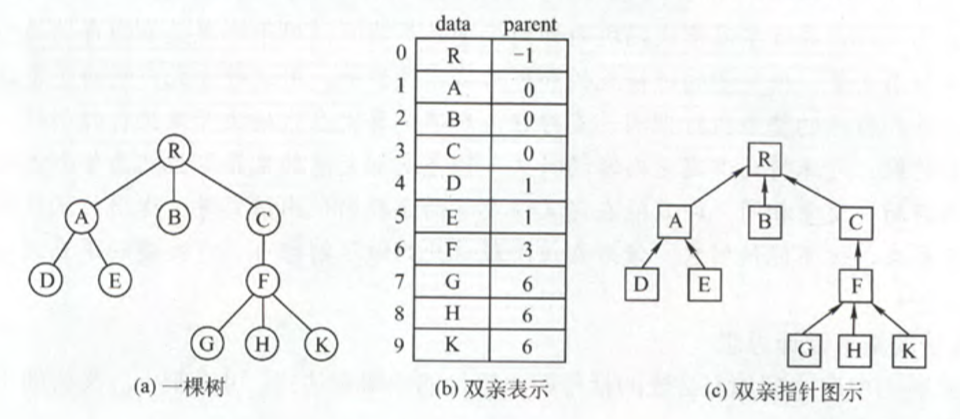 data parent
0 R −1
1 A 0
2 B 0
3 C 0
4 D 1
5 E 1
6 F 3
7 G 6
8 H 6
9 K 6
R
A B C
D E F
G H K
R
A B C
D E F
G H K
(a) 一棵树
(b) 双亲表示
(c) 双亲指针图示